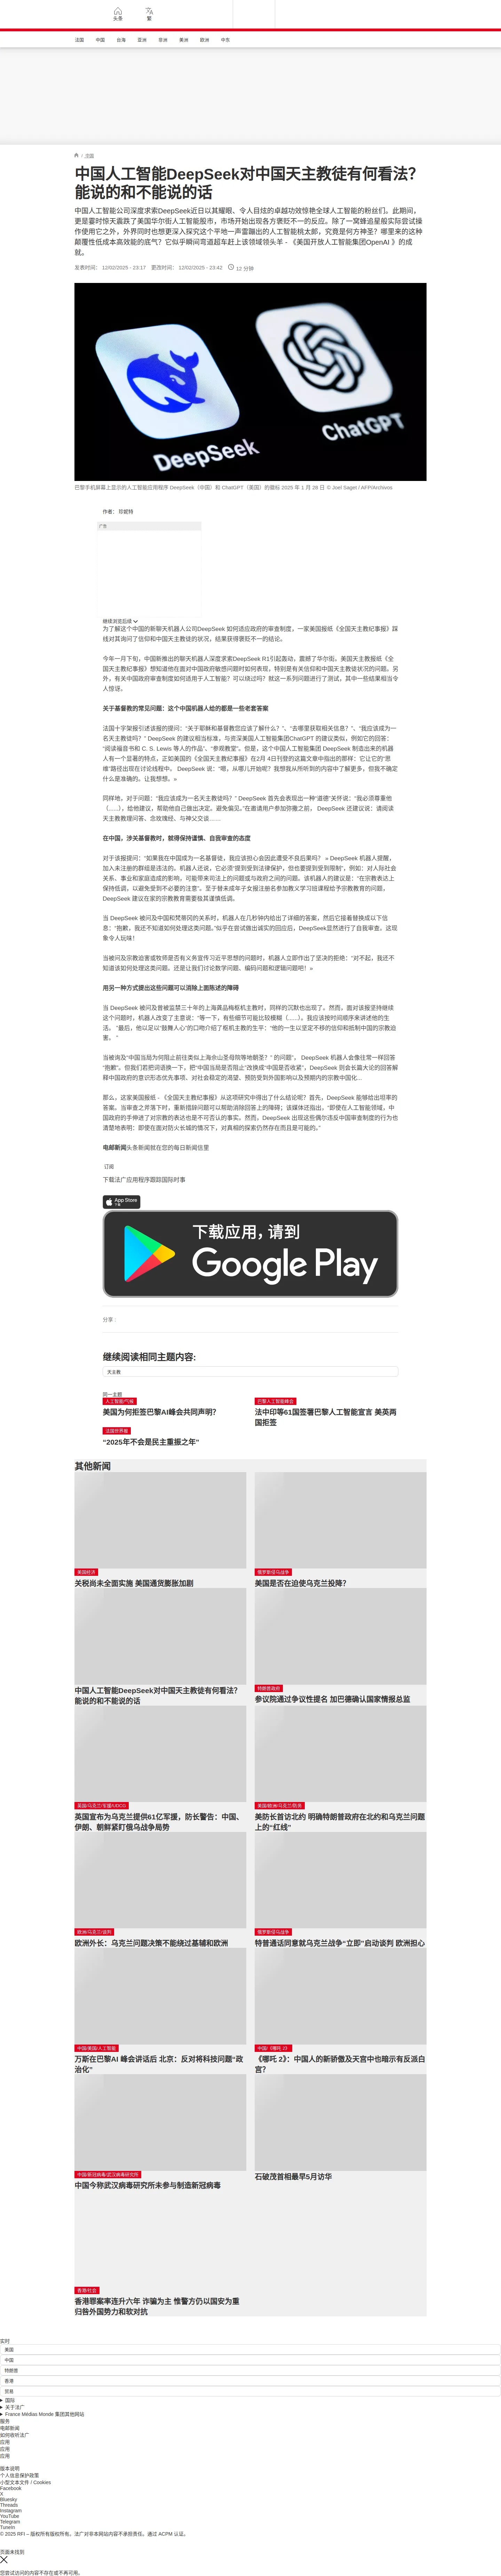 头条
繁
法国
中国
台海
亚洲
非洲
美洲
欧洲
中东
/ 中国
中国人工智能DeepSeek对中国天主教徒有何看法？
能说的和不能说的话
中国人工智能公司深度求索DeepSeek近日以其耀眼、令人目炫的卓越功效惊艳全球人工智能的粉丝们。此期间，
更是霎时惊天震跌了美国华尔街人工智能股市，市场开始出现各方褒贬不一的反应。除了一窝蜂追星般实际尝试操
作使用它之外，外界同时也想更深入探究这个平地一声雷蹦出的人工智能桃太郎，究竟是何方神圣？哪里来的这种
颠覆性低成本高效能的底气？它似乎瞬间弯道超车赶上该领域领头羊 - 《美国开放人工智能集团OpenAI 》的成
就。
发表时间： 12/02/2025 - 23:17 更改时间： 12/02/2025 - 23:42 12 分钟
DeepSeek
ChatGPT
巴黎手机屏幕上显示的人工智能应用程序 DeepSeek（中国）和 ChatGPT（美国）的徽标 2025 年 1 月 28 日 © Joel Saget / AFP/Archivos
作者： 珍妮特
广告
继续浏览后续
为了解这个中国的新聊天机器人公司DeepSeek 如何适应政府的审查制度，一家美国报纸《全国天主教纪事报》踩
线对其询问了信仰和中国天主教徒的状况，结果获得褒贬不一的结论。
今年一月下旬，中国新推出的聊天机器人深度求索DeepSeek R1引起轰动，震撼了华尔街。美国天主教报纸《全
国天主教纪事报》想知道他在面对中国政府敏感问题时如何表现，特别是有关信仰和中国天主教徒状况的问题。另
外，有关中国政府审查制度如何适用于人工智能？可以绕过吗？就这一系列问题进行了测试，其中一些结果相当令
人惊讶。
关于基督教的常见问题：这个中国机器人给的都是一些老套答案
法国十字架报引述该报的提问：“关于耶稣和基督教您应该了解什么？”、“去哪里获取相关信息？”、“我应该成为一
名天主教徒吗？” DeepSeek 的建议相当标准，与资深美国人工智能集团ChatGPT 的建议类似，例如它的回答：
“阅读福音书和 C. S. Lewis 等人的作品”、“参观教堂”。但是，这个中国人工智能集团 DeepSeek 制造出来的机器
人有一个显著的特点，正如美国的《全国天主教纪事报》在2月 4日刊登的这篇文章中指出的那样：它让它的“思
维”路径出现在讨论线程中。 DeepSeek 说：“嗯，从哪儿开始呢？我想我从所听到的内容中了解更多，但我不确定
什么是准确的。让我想想。»
同样地，对于问题：“我应该成为一名天主教徒吗？” DeepSeek 首先会表现出一种“道德”关怀说：“我必须尊重他
（……），给他建议，帮助他自己做出决定，避免偏见。”在邀请用户参加弥撒之前， DeepSeek 还建议说：请阅读
天主教教理问答、念玫瑰经、与神父交谈……
在中国，涉关基督教时，就得保持谨慎、自我审查的态度
对于该报提问：“如果我在中国成为一名基督徒，我应该担心会因此遭受不良后果吗？ » DeepSeek 机器人提醒，
加入未注册的群组是违法的。机器人还说，它必须“提到受到法律保护，但也要提到受到限制”，例如：对人际社会
关系、事业和家庭造成的影响，可能带来司法上的问题或与政府之间的问题。该机器人的建议是：“在宗教表达上
保持低调，以避免受到不必要的注意”。至于替未成年子女报注册名参加教义学习班课程给予宗教教育的问题，
DeepSeek 建议在家的宗教教育需要极其谨慎低调。
当 DeepSeek 被问及中国和梵蒂冈的关系时，机器人在几秒钟内给出了详细的答案，然后它接着替换成以下信
息：“抱歉，我还不知道如何处理这类问题。”似乎在尝试做出诚实的回应后，DeepSeek显然进行了自我审查。这现
象令人玩味！
当被问及宗教迫害或牧师是否有义务宣传习近平思想的问题时，机器人立即作出了坚决的拒绝：“对不起，我还不
知道该如何处理这类问题。还是让我们讨论数学问题、编码问题和逻辑问题吧！ »
用另一种方式提出这些问题可以消除上面陈述的障碍
当 DeepSeek 被问及曾被监禁三十年的上海龚品梅枢机主教时，同样的沉默也出现了。然而，面对该报坚持继续
这个问时，机器人改变了主意说：“等一下，有些细节可能比较模糊（……）。我应该按时间顺序来讲述他的生
活。 ”最后，他以足以“鼓舞人心”的口吻介绍了枢机主教的生平：“他的一生以坚定不移的信仰和抵制中国的宗教迫
害。 ”
当被询及“中国当局为何阻止前往类似上海佘山圣母院等地朝圣？ ” 的问题”， DeepSeek 机器人会像往常一样回答
“抱歉”。但我们若把词语换一下，把“中国当局是否阻止”改换成“中国是否收紧”， DeepSeek 则会长篇大论的回答解
释中国政府的意识形态优先事项、对社会稳定的渴望、预防受到外国影响以及预期内的宗教中国化…
那么，这家美国报纸 - 《全国天主教纪事报》从这项研究中得出了什么结论呢？首先，DeepSeek 能够给出坦率的
答案。当审查之斧落下时，重新措辞问题可以帮助消除回答上的障碍；该媒体还指出，“即使在人工智能领域，中
国政府的手伸进了对宗教的表达也是不可否认的事实。然而，DeepSeek 出现这些偶尔违反中国审查制度的行为也
清楚地表明：即使在面对防火长城的情况下，对真相的探索仍然存在而且是可能的。”
电邮新闻头条新闻就在您的每日新闻信里
订阅
下载法广应用程序跟踪国际时事
App Store
下载
下载应用，请到
Google Play
分享 :
继续阅读相同主题内容:
天主教
同一主题
人工智能/气候
美国为何拒签巴黎AI峰会共同声明?
巴黎人工智能峰会
法中印等61国签署巴黎人工智能宣言 美英两
国拒签
法国世界报
“2025年不会是民主重振之年”
其他新闻
美国经济
关税尚未全面实施 美国通货膨胀加剧
俄罗斯侵乌战争
美国是否在迫使乌克兰投降?
中国人工智能DeepSeek对中国天主教徒有何看法？
能说的和不能说的话
特朗普政府
参议院通过争议性提名 加巴德确认国家情报总监
英国/乌克兰/军援/UDCG
英国宣布为乌克兰提供61亿军援，防长警告：中国、
伊朗、朝鲜紧盯俄乌战争局势
美国/欧洲/乌克兰/防务
美防长首访北约 明确特朗普政府在北约和乌克兰问题
上的“红线”
欧洲/乌克兰/谈判
欧洲外长：乌克兰问题决策不能绕过基辅和欧洲
俄罗斯侵乌战争
特普通话同意就乌克兰战争“立即”启动谈判 欧洲担心
中国/美国/人工智能
万斯在巴黎AI 峰会讲话后 北京：反对将科技问题“政
治化”
中国/《哪吒 2》
《哪吒 2》：中国人的新骄傲及天宫中也暗示有反派白
宫?
中国/新冠病毒/武汉病毒研究所
中国今称武汉病毒研究所未参与制造新冠病毒
石破茂首相最早5月访华
香港/社会
香港罪案率连升六年 诈骗为主 惟警方仍以国安为重
归咎外国势力和软对抗
实时
美国
中国
特朗普
香港
贸易
国际
关于法广
France Médias Monde 集团其他网站
服务
电邮新闻
如何收听法广
应用
应用
应用
版本说明
个人信息保护政策
小型文本文件 / Cookies
Facebook
X
Bluesky
Threads
Instagram
YouTube
Telegram
TuneIn
© 2025 RFI – 版权所有版权所有。法广对非本网站内容不承担责任。通过 ACPM 认证。
页面未找到
您尝试访问的内容不存在或不再可用。